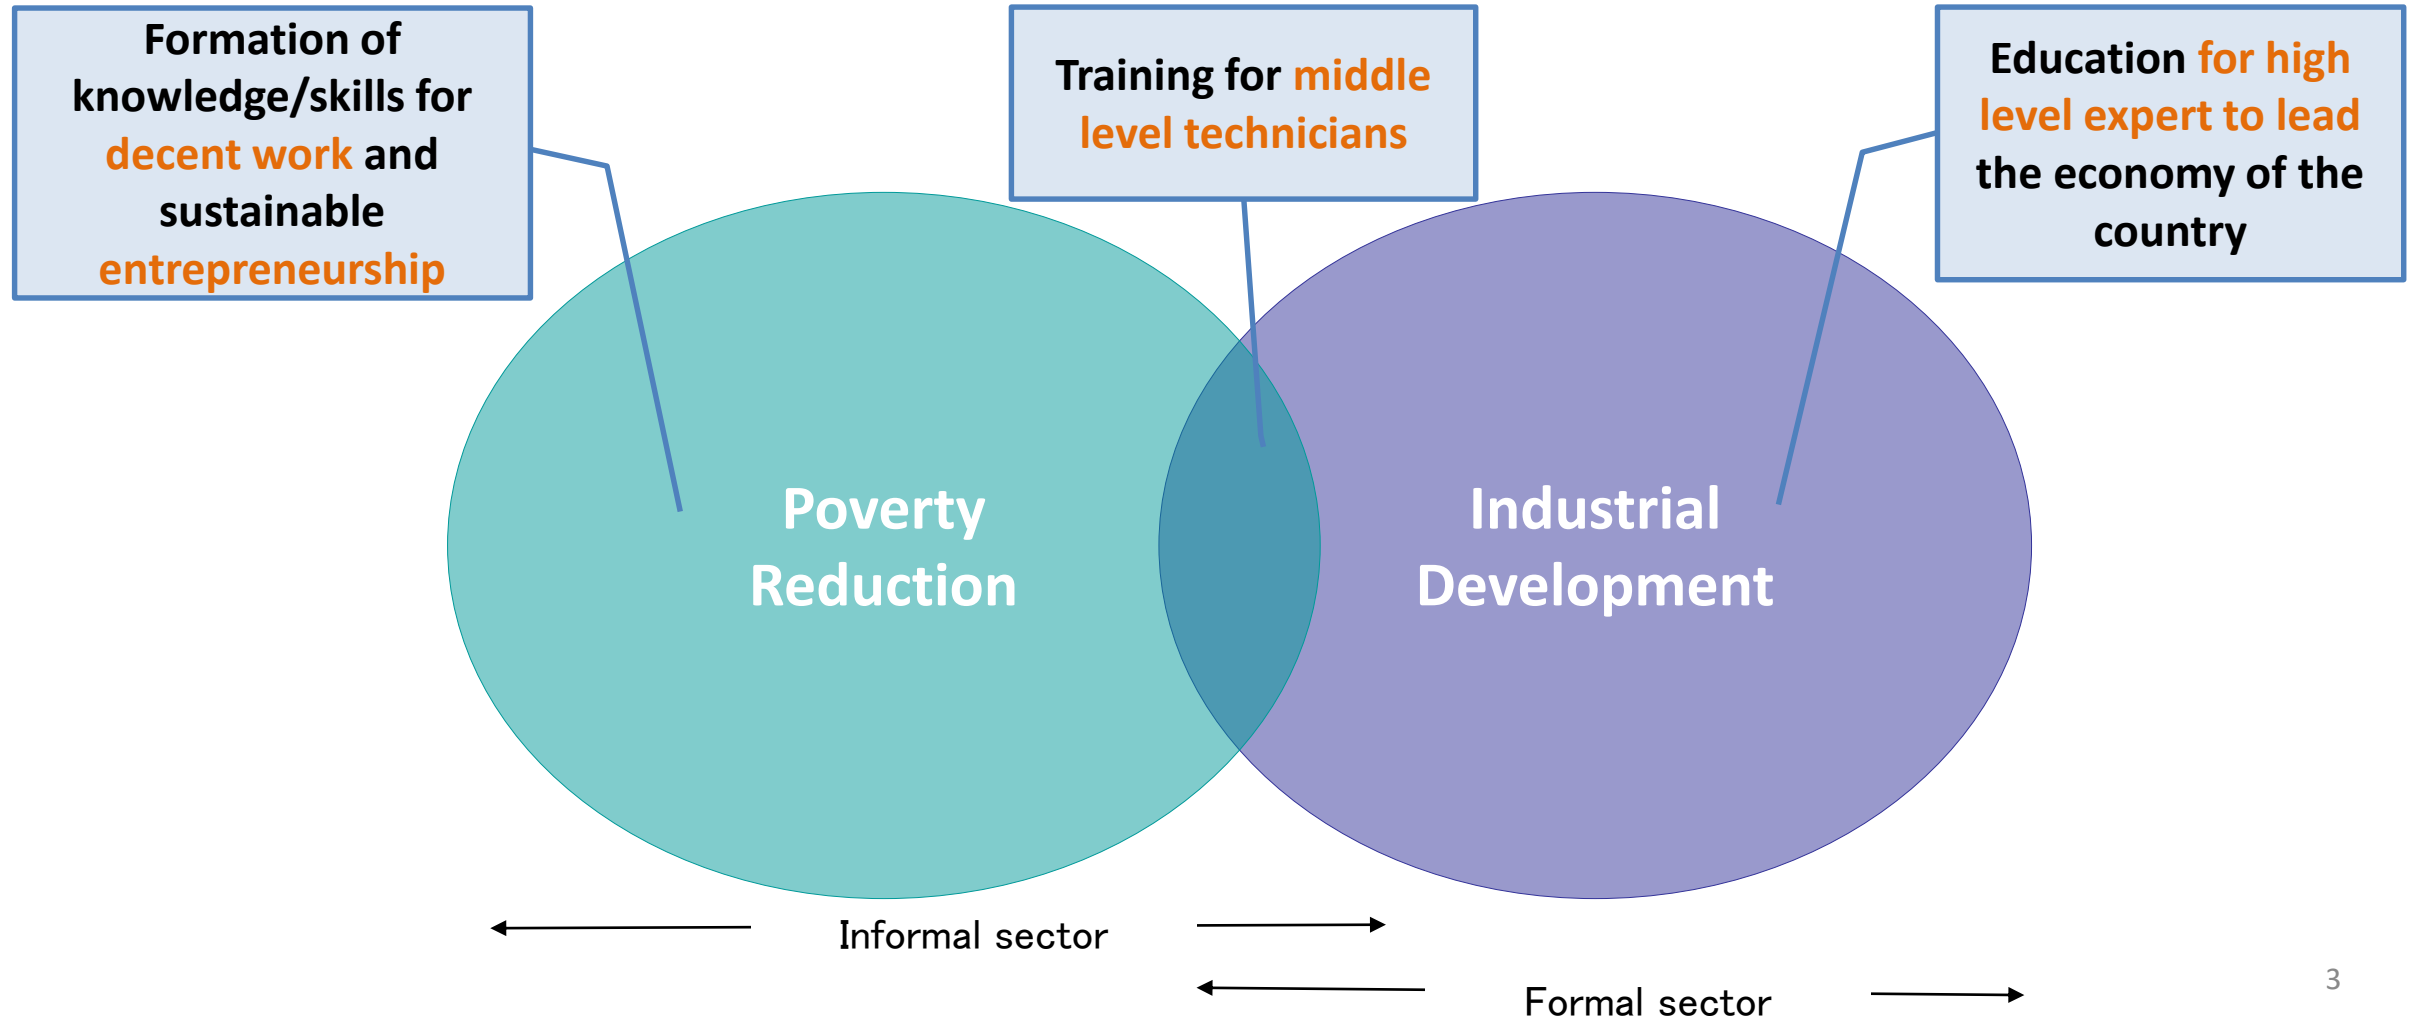 Formation of
knowledge/skills for
decent work and
sustainable
entrepreneurship
Training for middle
level technicians
Education for high
level expert to lead
the economy of the
country
Poverty
Reduction
Industrial
Development
Informal sector
Formal sector
3